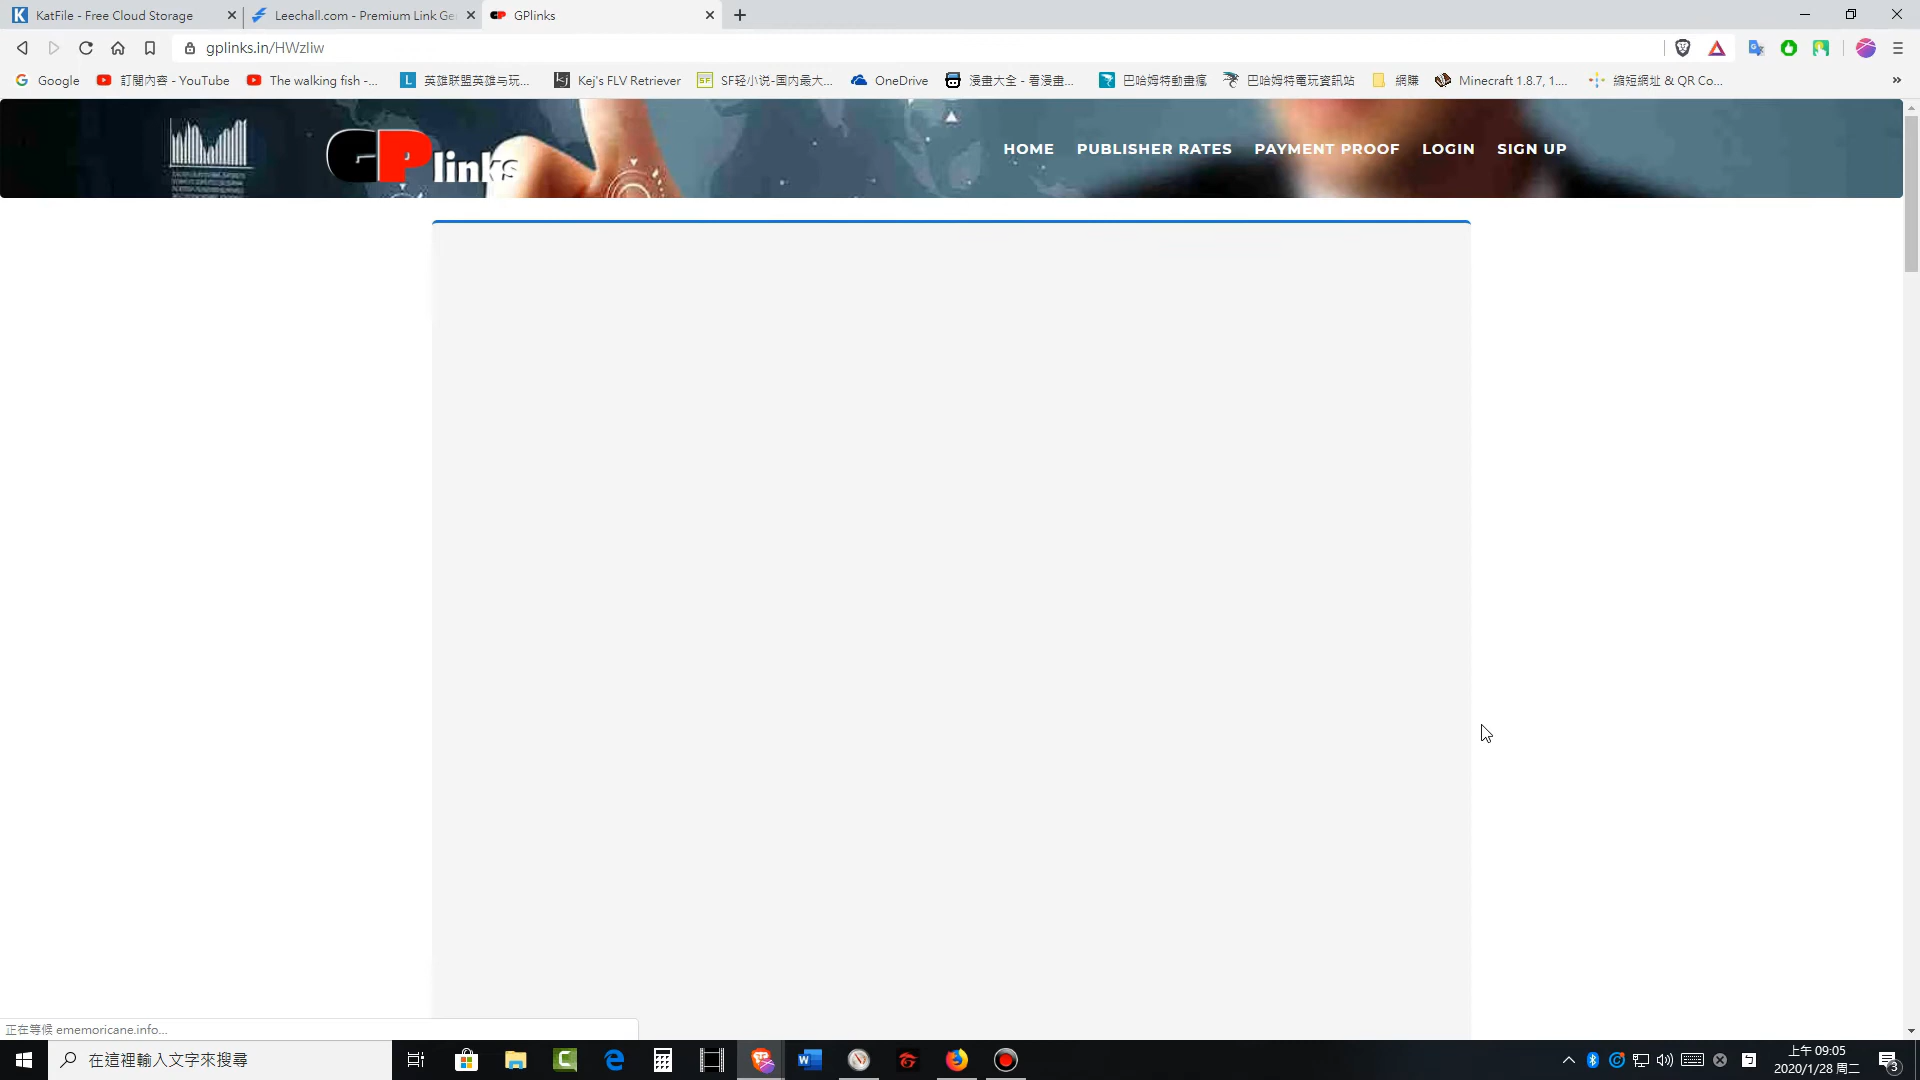 KatFile - Free Cloud Storage
Leechall.com - Premium Link Ge
GPlinks
gplinks.in/HWzliw
Google
訂閱內容 - YouTube
The walking fish -...
英雄联盟英雄与玩...
Kej's FLV Retriever
SF轻小说-国内最大...
OneDrive
漫畫大全 - 看漫畫...
巴哈姆特動畫瘋
巴哈姆特電玩資訊站
網賺
Minecraft 1.8.7, 1....
縮短網址 & QR Co...
GPlinks
HOME
PUBLISHER RATES
PAYMENT PROOF
LOGIN
SIGN UP
正在等候 ememoricane.info...
在這裡輸入文字來搜尋
上午 09:05
2020/1/28 週二
3